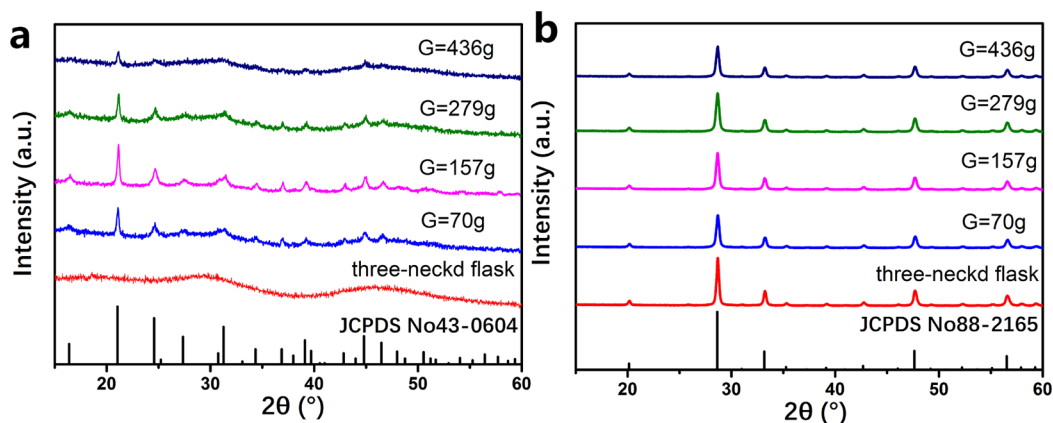 a
G=436g
G=279g
G=157g
G=70g
three-neckd flask
JCPDS No43-0604
Intensity (a.u.)
20 30 40 50 60
2θ (°)
b
G=436g
G=279g
G=157g
G=70g
three-neckd flask
JCPDS No88-2165
Intensity (a.u.)
20 30 40 50 60
2θ (°)